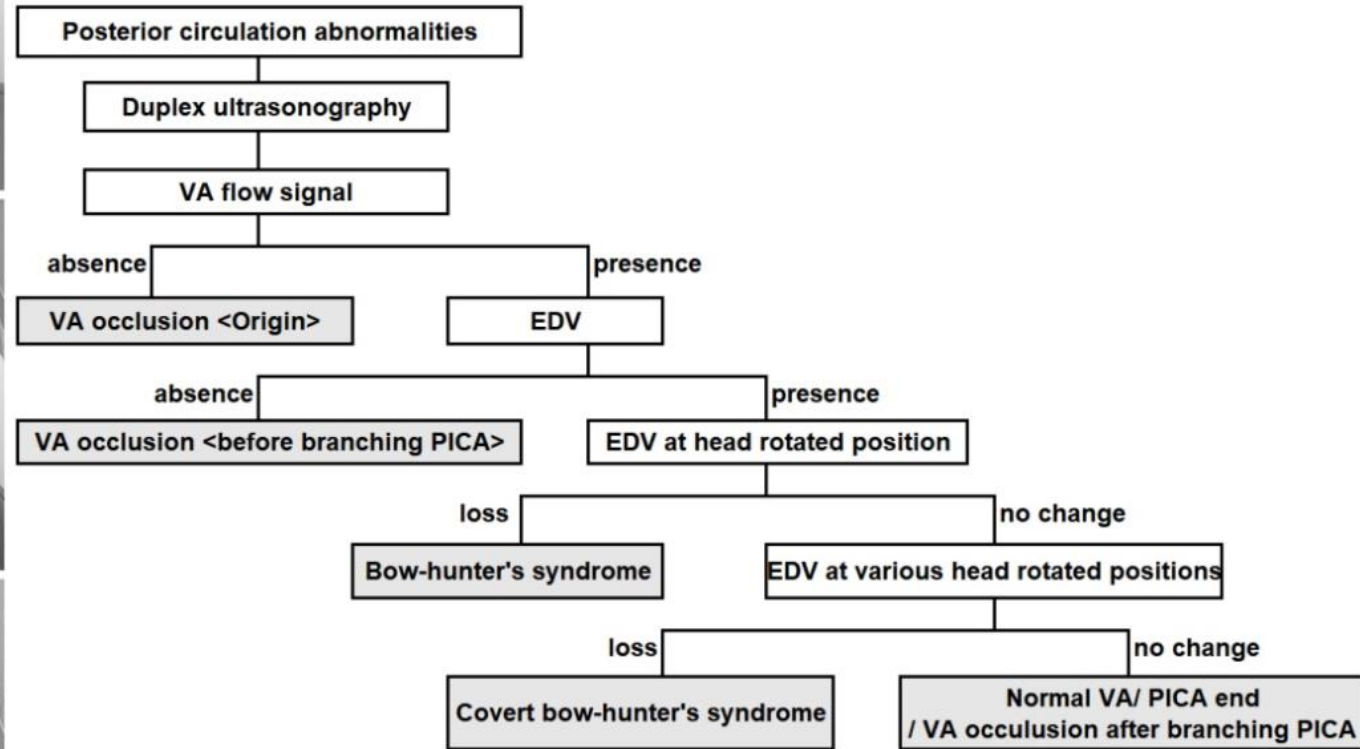 Posterior circulation abnormalities
Duplex ultrasonography
VA flow signal
absence
presence
VA occlusion <Origin>
EDV
absence
presence
VA occlusion <before branching PICA>
EDV at head rotated position
loss
no change
Bow-hunter's syndrome
EDV at various head rotated positions
loss
no change
Covert bow-hunter's syndrome
Normal VA/ PICA end
/ VA occulusion after branching PICA